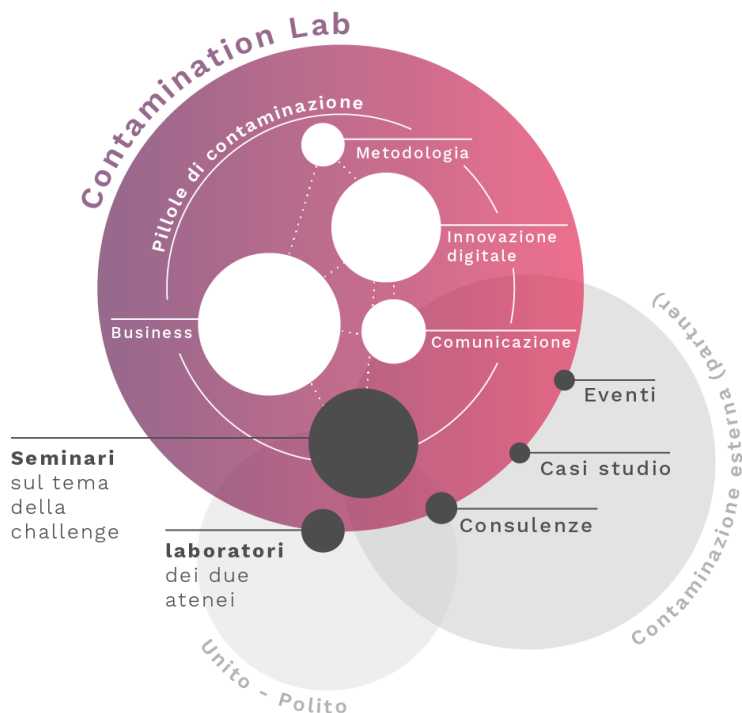 Contamination Lab
Pillole di contaminazione
Metodologia
Innovazione
digitale
Business
Comunicazione
Eventi
Casi studio
Consulenze
Seminari
sul tema
della
challenge
laboratori
dei due
atenei
Contaminazione esterna (partner)
Unito - Polito